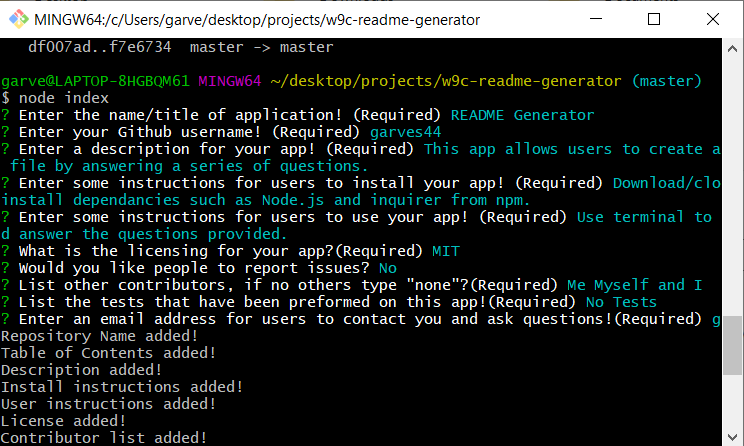 MINGW64:/c/Users/garve/desktop/projects/w9c-readme-generator
df007ad..f7e6734  master -> master
garve@LAPTOP-8HGBQM61 MINGW64 ~/desktop/projects/w9c-readme-generator (master)
$ node index
? Enter the name/title of application! (Required) README Generator
? Enter your Github username! (Required) garves44
? Enter a description for your app! (Required) This app allows users to create a
file by answering a series of questions.
? Enter some instructions for users to install your app! (Required) Download/clo
install dependancies such as Node.js and inquirer from npm.
? Enter some instructions for users to use your app! (Required) Use terminal to
d answer the questions provided.
? What is the licensing for your app?(Required) MIT
? Would you like people to report issues? No
? List other contributors, if no others type "none"?(Required) Me Myself and I
? List the tests that have been preformed on this app!(Required) No Tests
? Enter an email address for users to contact you and ask questions!(Required) g
Repository Name added!
Table of Contents added!
Description added!
Install instructions added!
User instructions added!
License added!
Contributor list added!